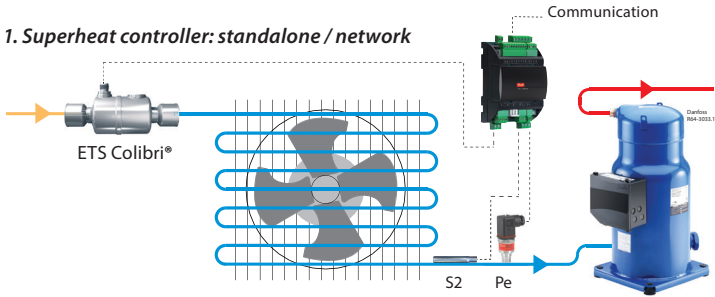 Communication
1. Superheat controller: standalone / network
Danfoss
R64-3033.1
ETS Colibri®
S2
Pe